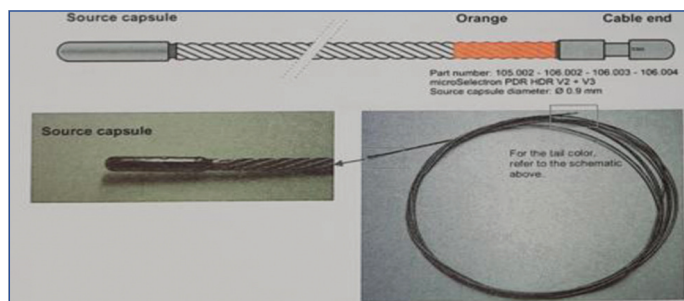 Source capsule
Orange
Cable end
Part number: 105.002 - 106.002 - 106.003 - 106.004
microSelectron PDR HDR V2 + V3
Source capsule diameter: Ø 0.9 mm
Source capsule
For the tail color,
refer to the schematic
above.